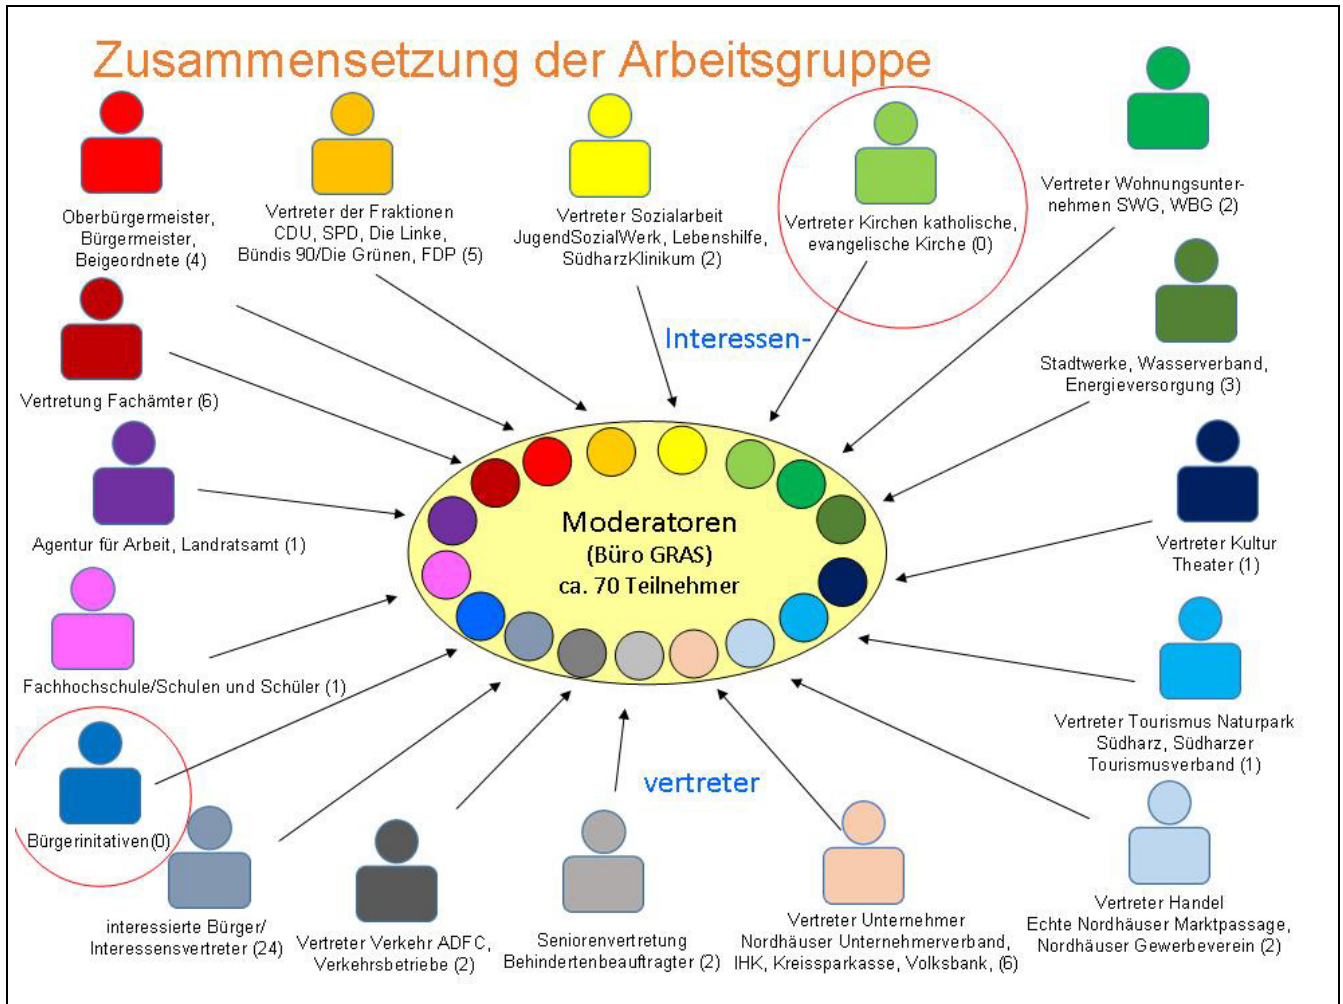 Zusammensetzung der Arbeitsgruppe
Oberbürgermeister,
Bürgermeister,
Beigeordnete (4)
Vertreter der Fraktionen
CDU, SPD, Die Linke,
Bündis 90/Die Grünen, FDP (5)
Vertreter Sozialarbeit
JugendSozialWerk, Lebenshilfe,
SüdharzKlinikum (2)
Vertreter Kirchen katholische,
evangelische Kirche (0)
Vertreter Wohnungsunter-
nehmen SWG, WBG (2)
Vertretung Fachämter (6)
Interessen-
Stadtwerke, Wasserverband,
Energieversorgung (3)
Agentur für Arbeit, Landratsamt (1)
Moderatoren
(Büro GRAS)
ca. 70 Teilnehmer
Vertreter Kultur
Theater (1)
Fachhochschule/Schulen und Schüler (1)
Vertreter Tourismus Naturpark
Südharz, Südharzer
Tourismusverband (1)
vertreter
Bürgerinitativen(0)
interessierte Bürger/
Interessensvertreter (24)
Vertreter Verkehr ADFC,
Verkehrsbetriebe (2)
Seniorenvertretung
Behindertenbeauftragter (2)
Vertreter Unternehmer
Nordhäuser Unternehmerverband,
IHK, Kreissparkasse, Volksbank, (6)
Vertreter Handel
Echte Nordhäuser Marktpassage,
Nordhäuser Gewerbeverein (2)